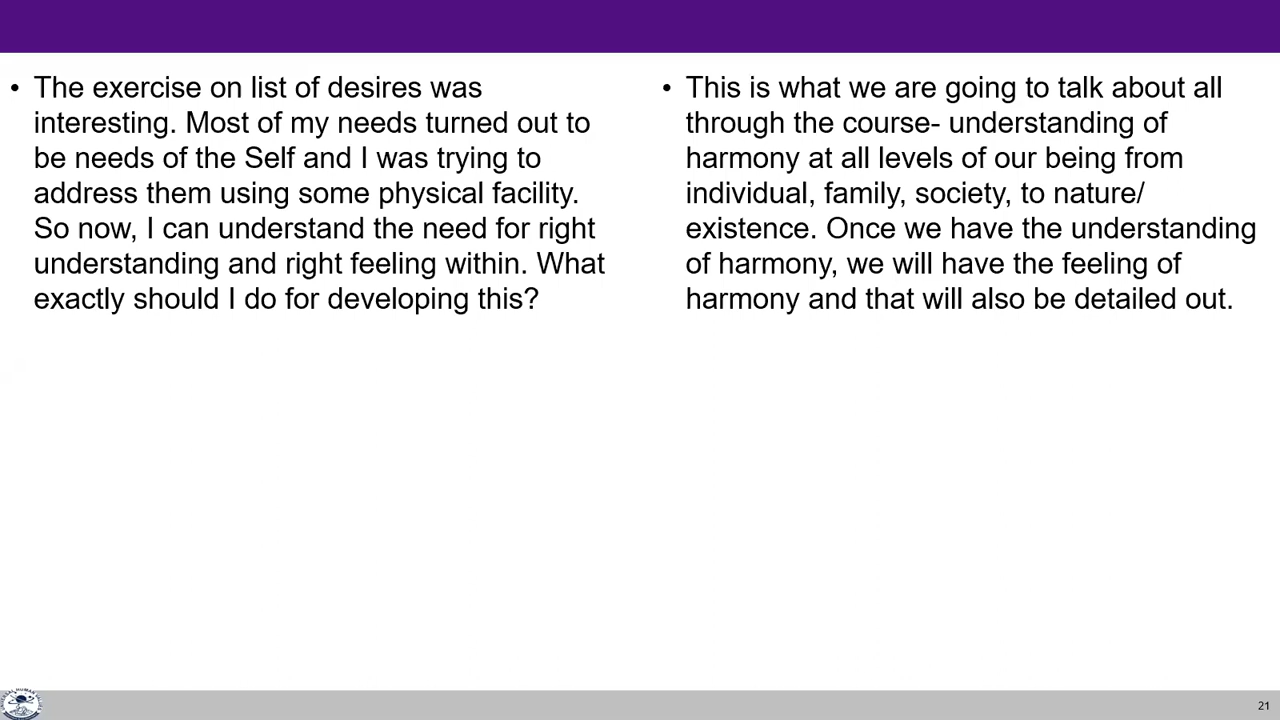 • The exercise on list of desires was
interesting. Most of my needs turned out to
be needs of the Self and I was trying to
address them using some physical facility.
So now, I can understand the need for right
understanding and right feeling within. What
exactly should I do for developing this?
• This is what we are going to talk about all
through the course- understanding of
harmony at all levels of our being from
individual, family, society, to nature/
existence. Once we have the understanding
of harmony, we will have the feeling of
harmony and that will also be detailed out.
21